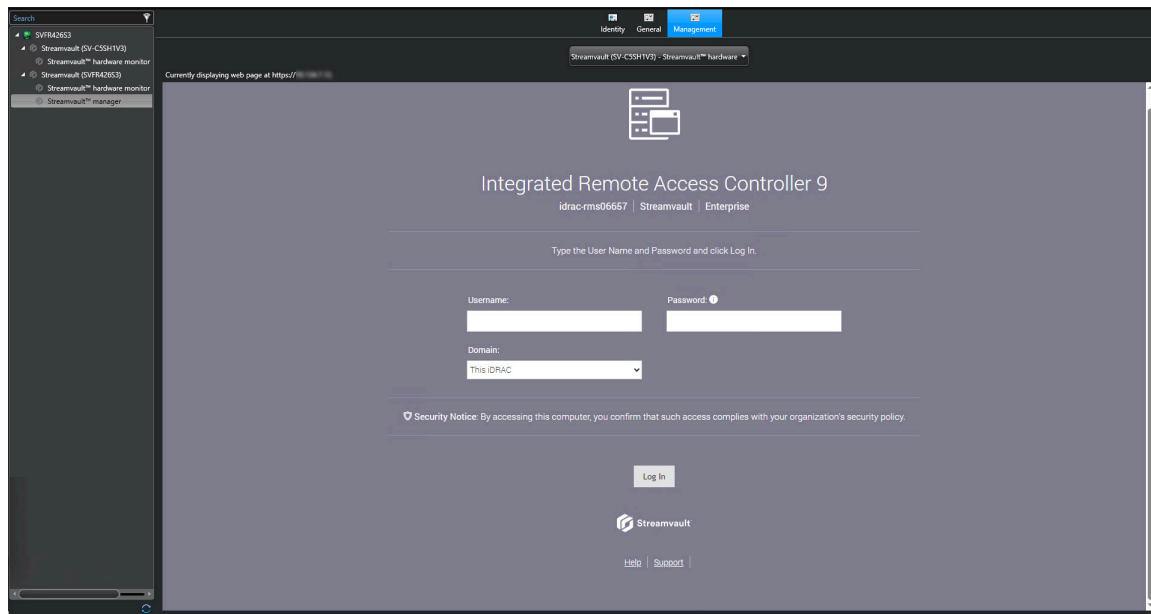 Search
SVFR426S3
Streamvault (SV-C5SH1V3)
Streamvault™ hardware monitor
Streamvault (SVFR426S3)
Streamvault™ hardware monitor
Streamvault™ manager
Identity General Management
Streamvault (SV-C5SH1V3) - Streamvault™ hardware
Currently displaying web page at https://
Integrated Remote Access Controller 9
idrac-rms06657 | Streamvault | Enterprise
Type the User Name and Password and click Log In.
Username: Password:
Domain:
This iDRAC
Security Notice: By accessing this computer, you confirm that such access complies with your organization's security policy.
Log In
Streamvault
Help | Support |